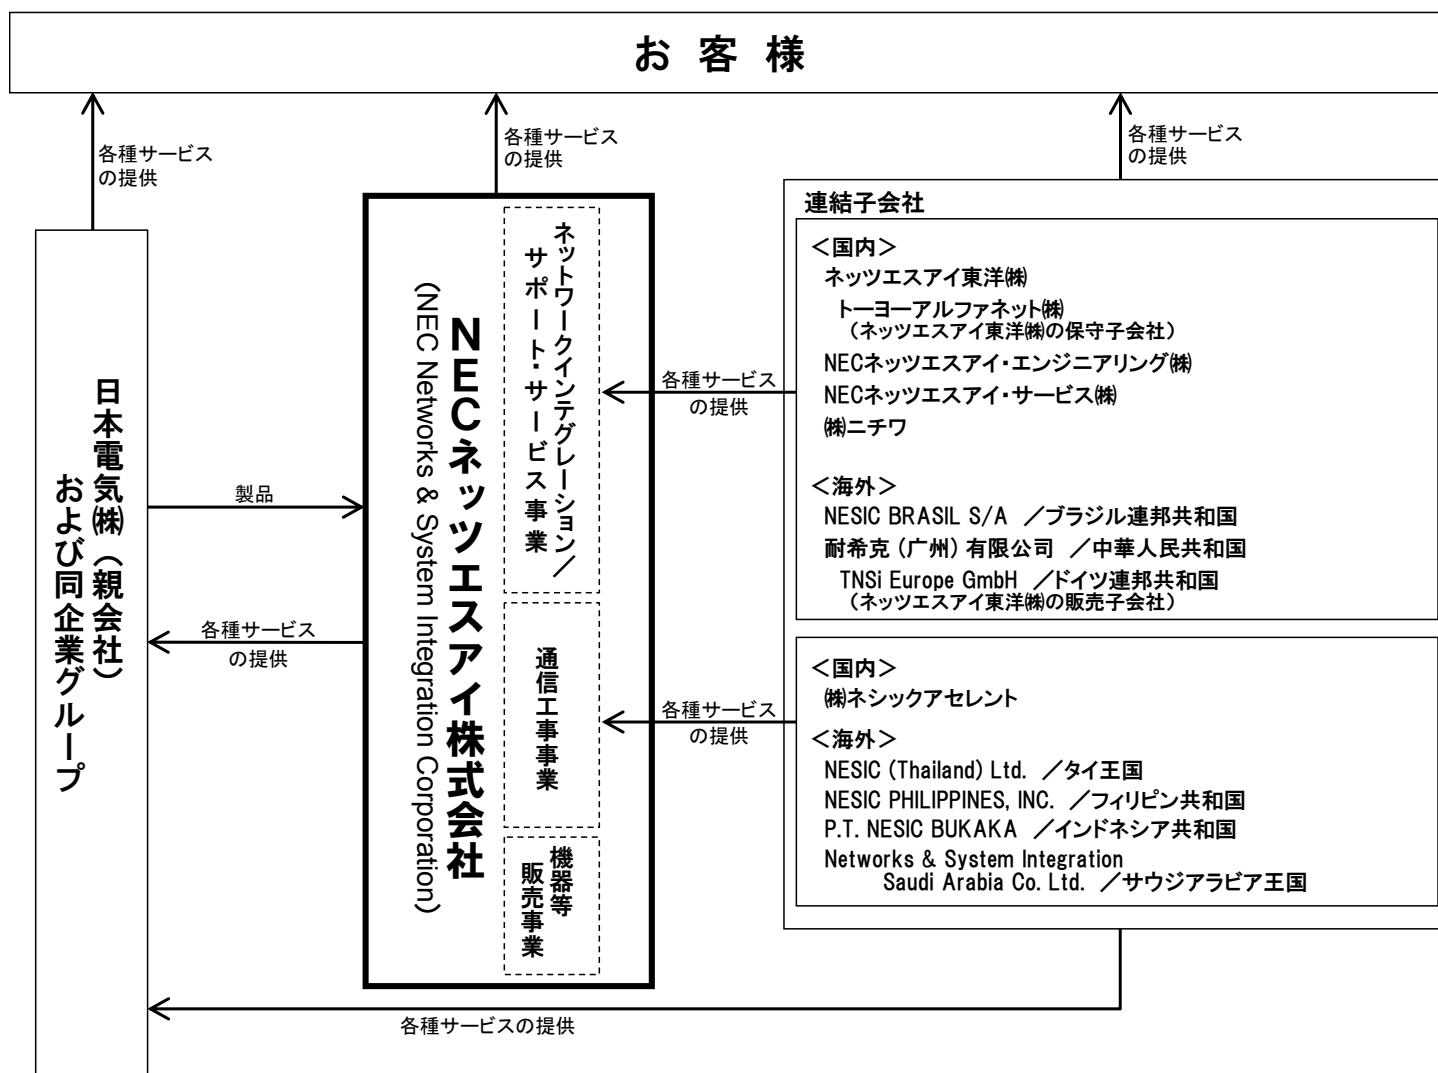 お客様
各種サービス
の提供
各種サービス
の提供
各種サービス
の提供
日本電気㈱(親会社)
および同企業グループ
製品
各種サービス
の提供
NECネッツエスアイ株式会社
(NEC Networks & System Integration Corporation)
ネットワークインテグレーション/
サポート・サービス事業
通信工事事業
機器等
販売事業
各種サービス
の提供
各種サービス
の提供
連結子会社
<国内>
ネッツエスアイ東洋㈱
トーヨーアルファネット㈱
(ネッツエスアイ東洋㈱の保守子会社)
NECネッツエスアイ・エンジニアリング㈱
NECネッツエスアイ・サービス㈱
㈱ニチワ
<海外>
NESIC BRASIL S/A /ブラジル連邦共和国
耐希克(广州)有限公司 /中華人民共和国
TNSi Europe GmbH /ドイツ連邦共和国
(ネッツエスアイ東洋㈱の販売子会社)
<国内>
㈱ネシックアセレント
<海外>
NESIC (Thailand) Ltd. /タイ王国
NESIC PHILIPPINES, INC. /フィリピン共和国
P.T. NESIC BUKAKA /インドネシア共和国
Networks & System Integration
Saudi Arabia Co. Ltd. /サウジアラビア王国
各種サービスの提供